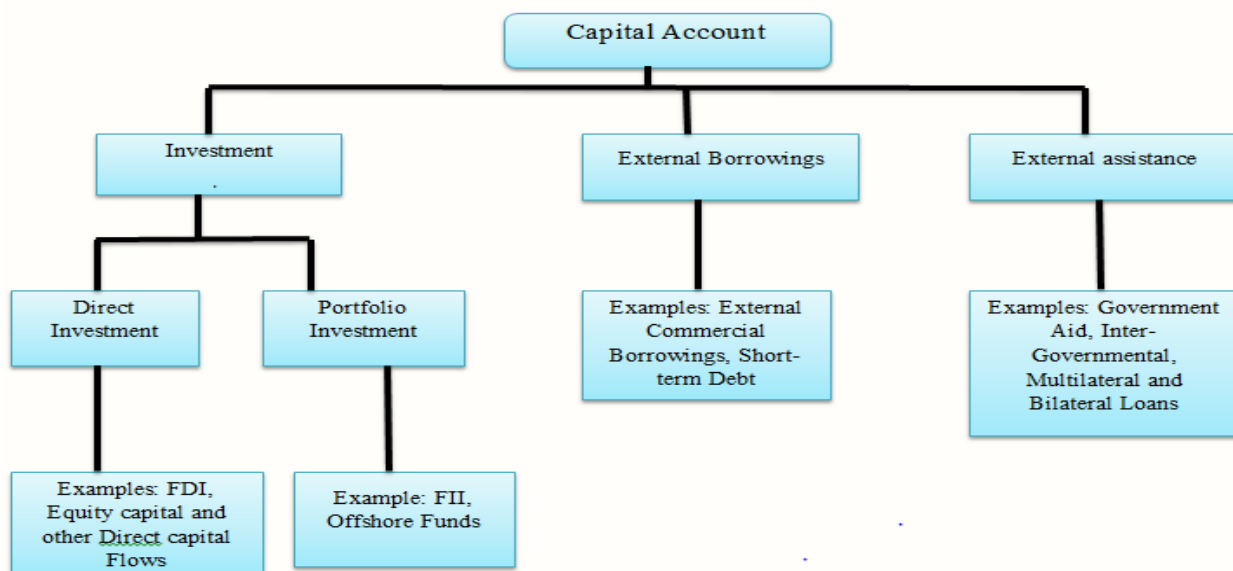 Capital Account
Investment
.
External Borrowings
External assistance
Direct
Investment
Portfolio
Investment
Examples: External
Commercial
Borrowings, Short-
term Debt
Examples: Government
Aid, Inter-
Governmental,
Multilateral and
Bilateral Loans
Examples: FDI,
Equity capital and
other Direct capital
Flows
Example: FII,
Offshore Funds